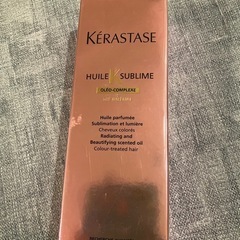 KÉRASTASE
HUILE SUBLIME
OLÉO-COMPLEXE
Huile parfumée
Sublimation et lumière
Cheveux colorés
Radiating and
Beautifying scented oil
Colour-treated hair